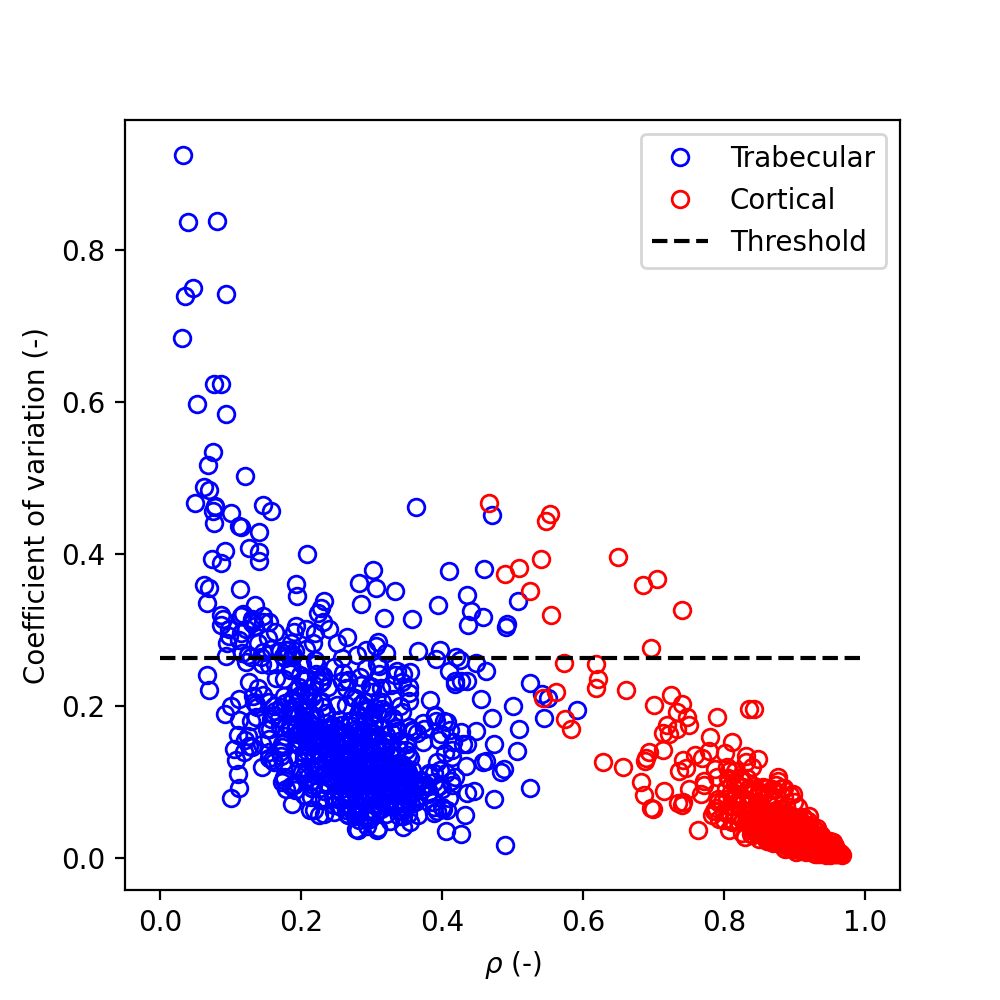 Trabecular
Cortical
Threshold
Coefficient of variation (-)
0.8
0.6
0.4
0.2
0.0
0.0 0.2 0.4 0.6 0.8 1.0
ρ (-)